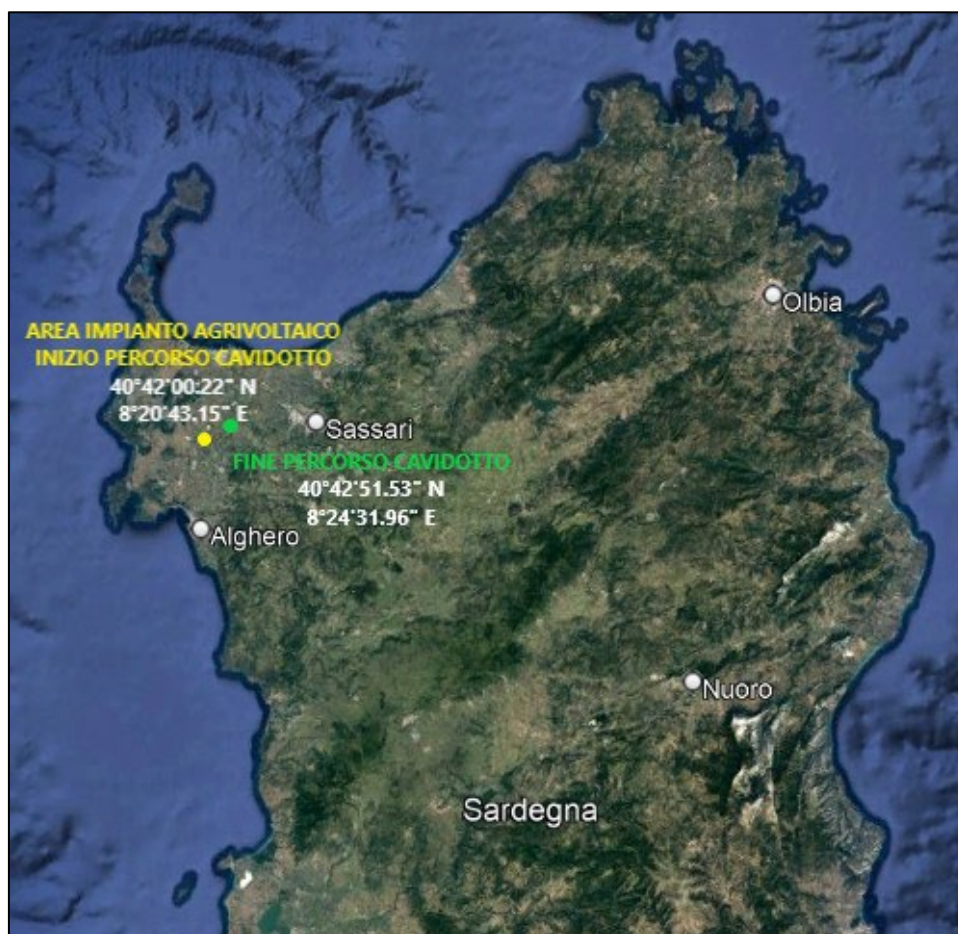 Olbia
AREA IMPIANTO AGRIVOLTAICO
INIZIO PERCORSO CAVIDOTTO
40°42'00.22" N
8°20'43.15" E
Sassari
FINE PERCORSO CAVIDOTTO
40°42'51.53" N
8°24'31.96" E
Alghero
Nuoro
Sardegna